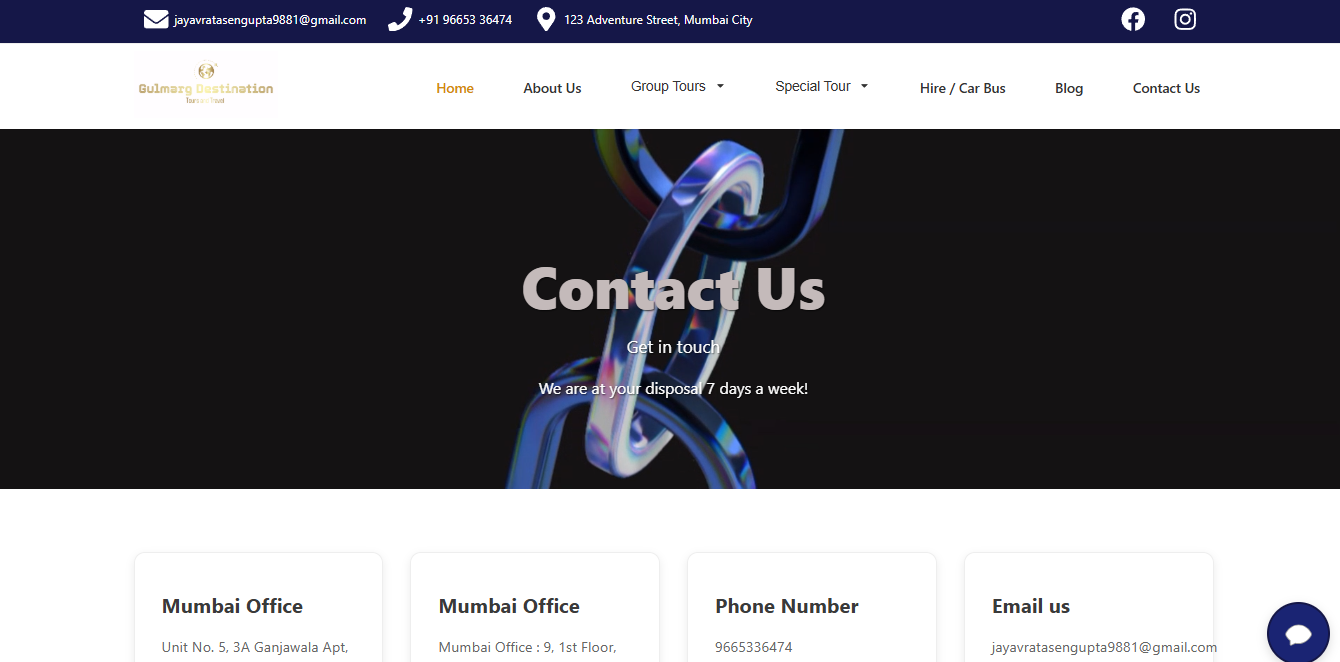 jayavratasengupta9881@gmail.com +91 96653 36474 123 Adventure Street, Mumbai City
Gulmarg Destination
Tours and Travel
Home About Us Group Tours Special Tour Hire / Car Bus Blog Contact Us
Contact Us
Get in touch
We are at your disposal 7 days a week!
Mumbai Office Mumbai Office Phone Number Email us
Unit No. 5, 3A Ganjawala Apt, Mumbai Office : 9, 1st Floor, 9665336474 jayavratasengupta9881@gmail.com